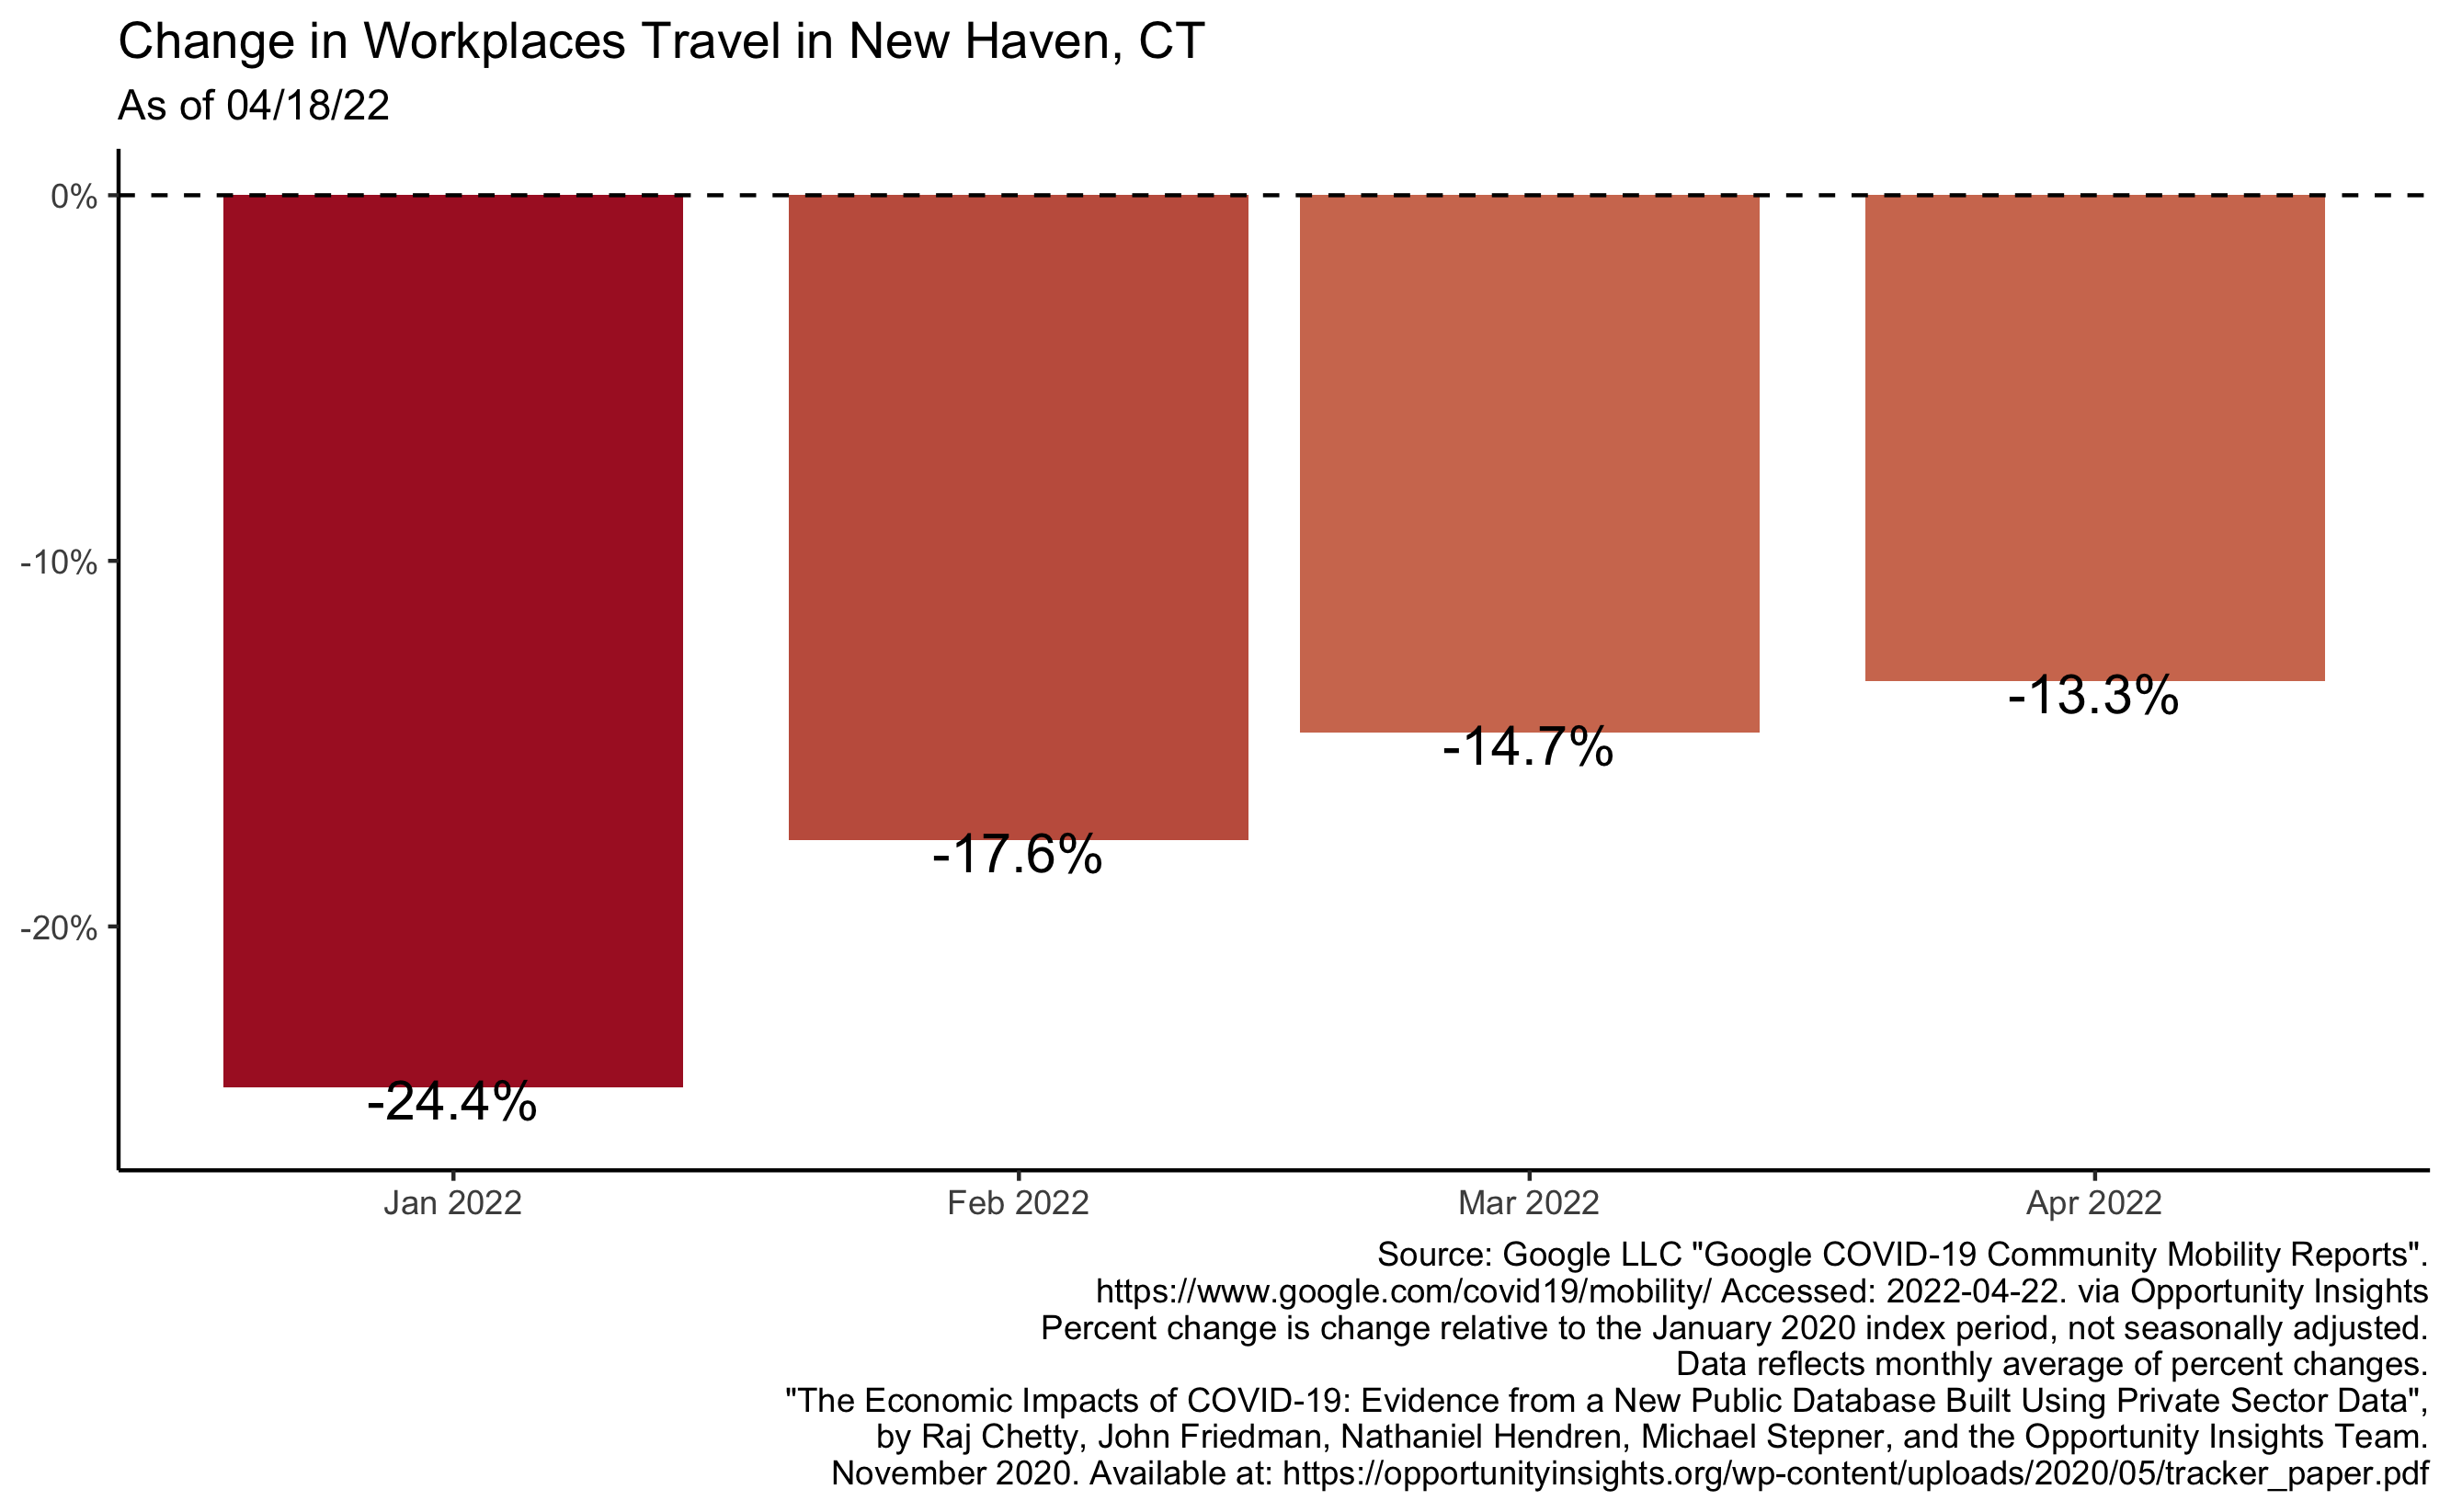 Change in Workplaces Travel in New Haven, CT
As of 04/18/22
0%
-10%
-20%
-24.4%
-17.6%
-14.7%
-13.3%
Jan 2022
Feb 2022
Mar 2022
Apr 2022
Source: Google LLC "Google COVID-19 Community Mobility Reports".
https://www.google.com/covid19/mobility/ Accessed: 2022-04-22. via Opportunity Insights
Percent change is change relative to the January 2020 index period, not seasonally adjusted.
Data reflects monthly average of percent changes.
"The Economic Impacts of COVID-19: Evidence from a New Public Database Built Using Private Sector Data",
by Raj Chetty, John Friedman, Nathaniel Hendren, Michael Stepner, and the Opportunity Insights Team.
November 2020. Available at: https://opportunityinsights.org/wp-content/uploads/2020/05/tracker_paper.pdf